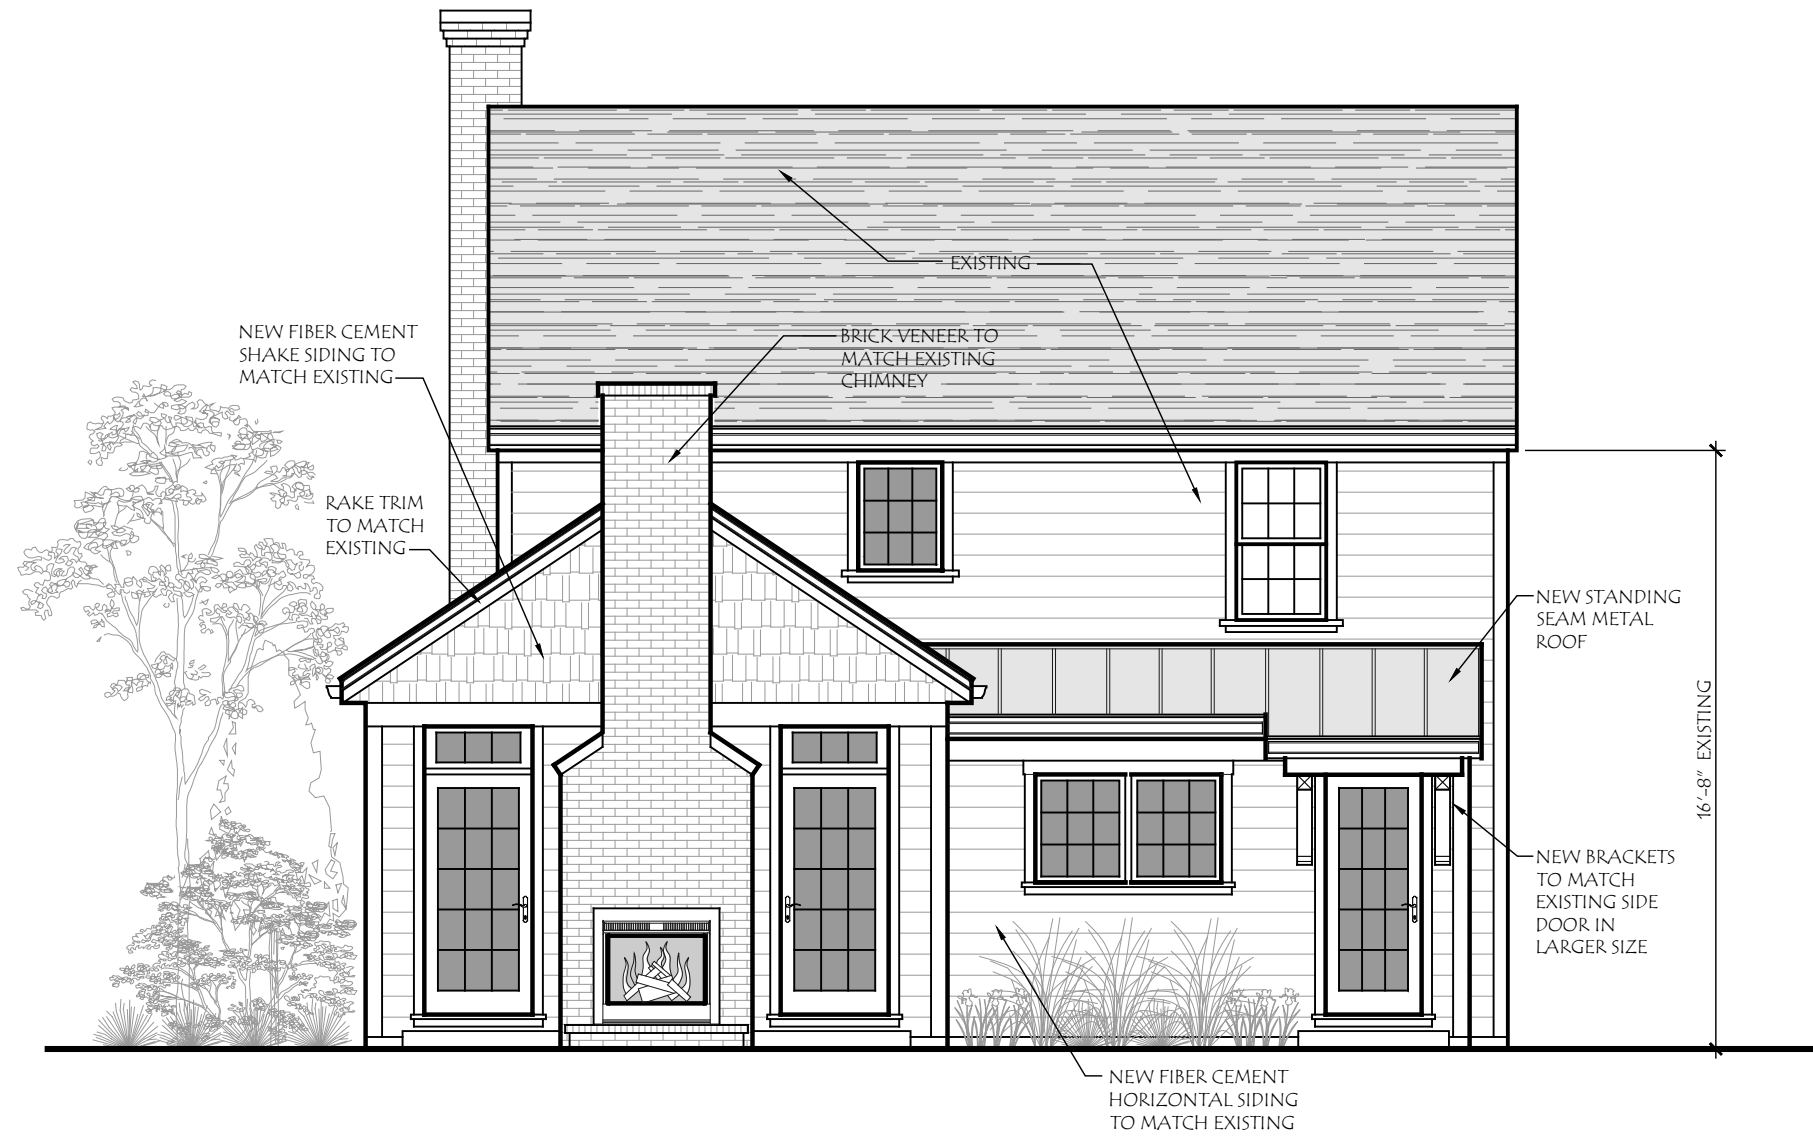 EXISTING
NEW FIBER CEMENT
SHAKE SIDING TO
MATCH EXISTING
BRICK VENEER TO
MATCH EXISTING
CHIMNEY
RAKE TRIM
TO MATCH
EXISTING
NEW STANDING
SEAM METAL
ROOF
16'-8" EXISTING
NEW BRACKETS
TO MATCH
EXISTING SIDE
DOOR IN
LARGER SIZE
NEW FIBER CEMENT
HORIZONTAL SIDING
TO MATCH EXISTING